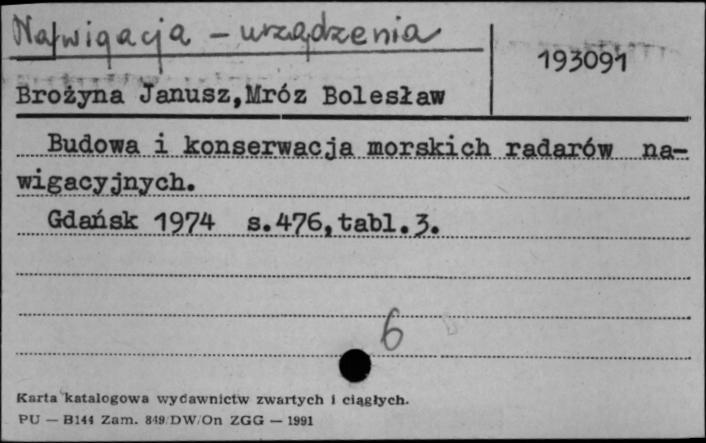 Nawigacja - urządzenia
193091
Brożyna Janusz,Mróz Bolesław
Budowa i konserwacja morskich radarów na-
wigacyjnych.
Gdańsk 1974 s.476,tabl.3.
6
Karta katalogowa wydawnictw zwartych i ciągłych.
PU — B144 Zam. 849/DW/On ZGG — 1991